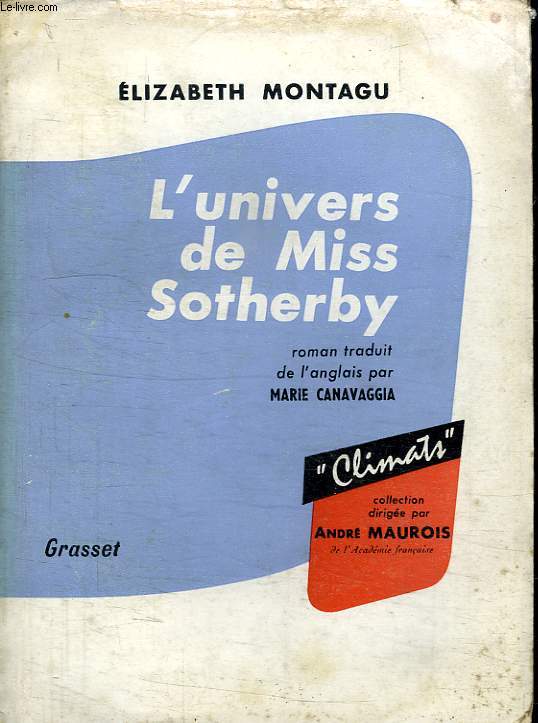 Le-livre.com
ÉLIZABETH MONTAGU
L'univers
de Miss
Sotherby
roman traduit
de l'anglais par
MARIE CANAVAGGIA
"Climats"
collection
dirigée par
ANDRÉ MAUROIS
de l'Académie française
Grasset